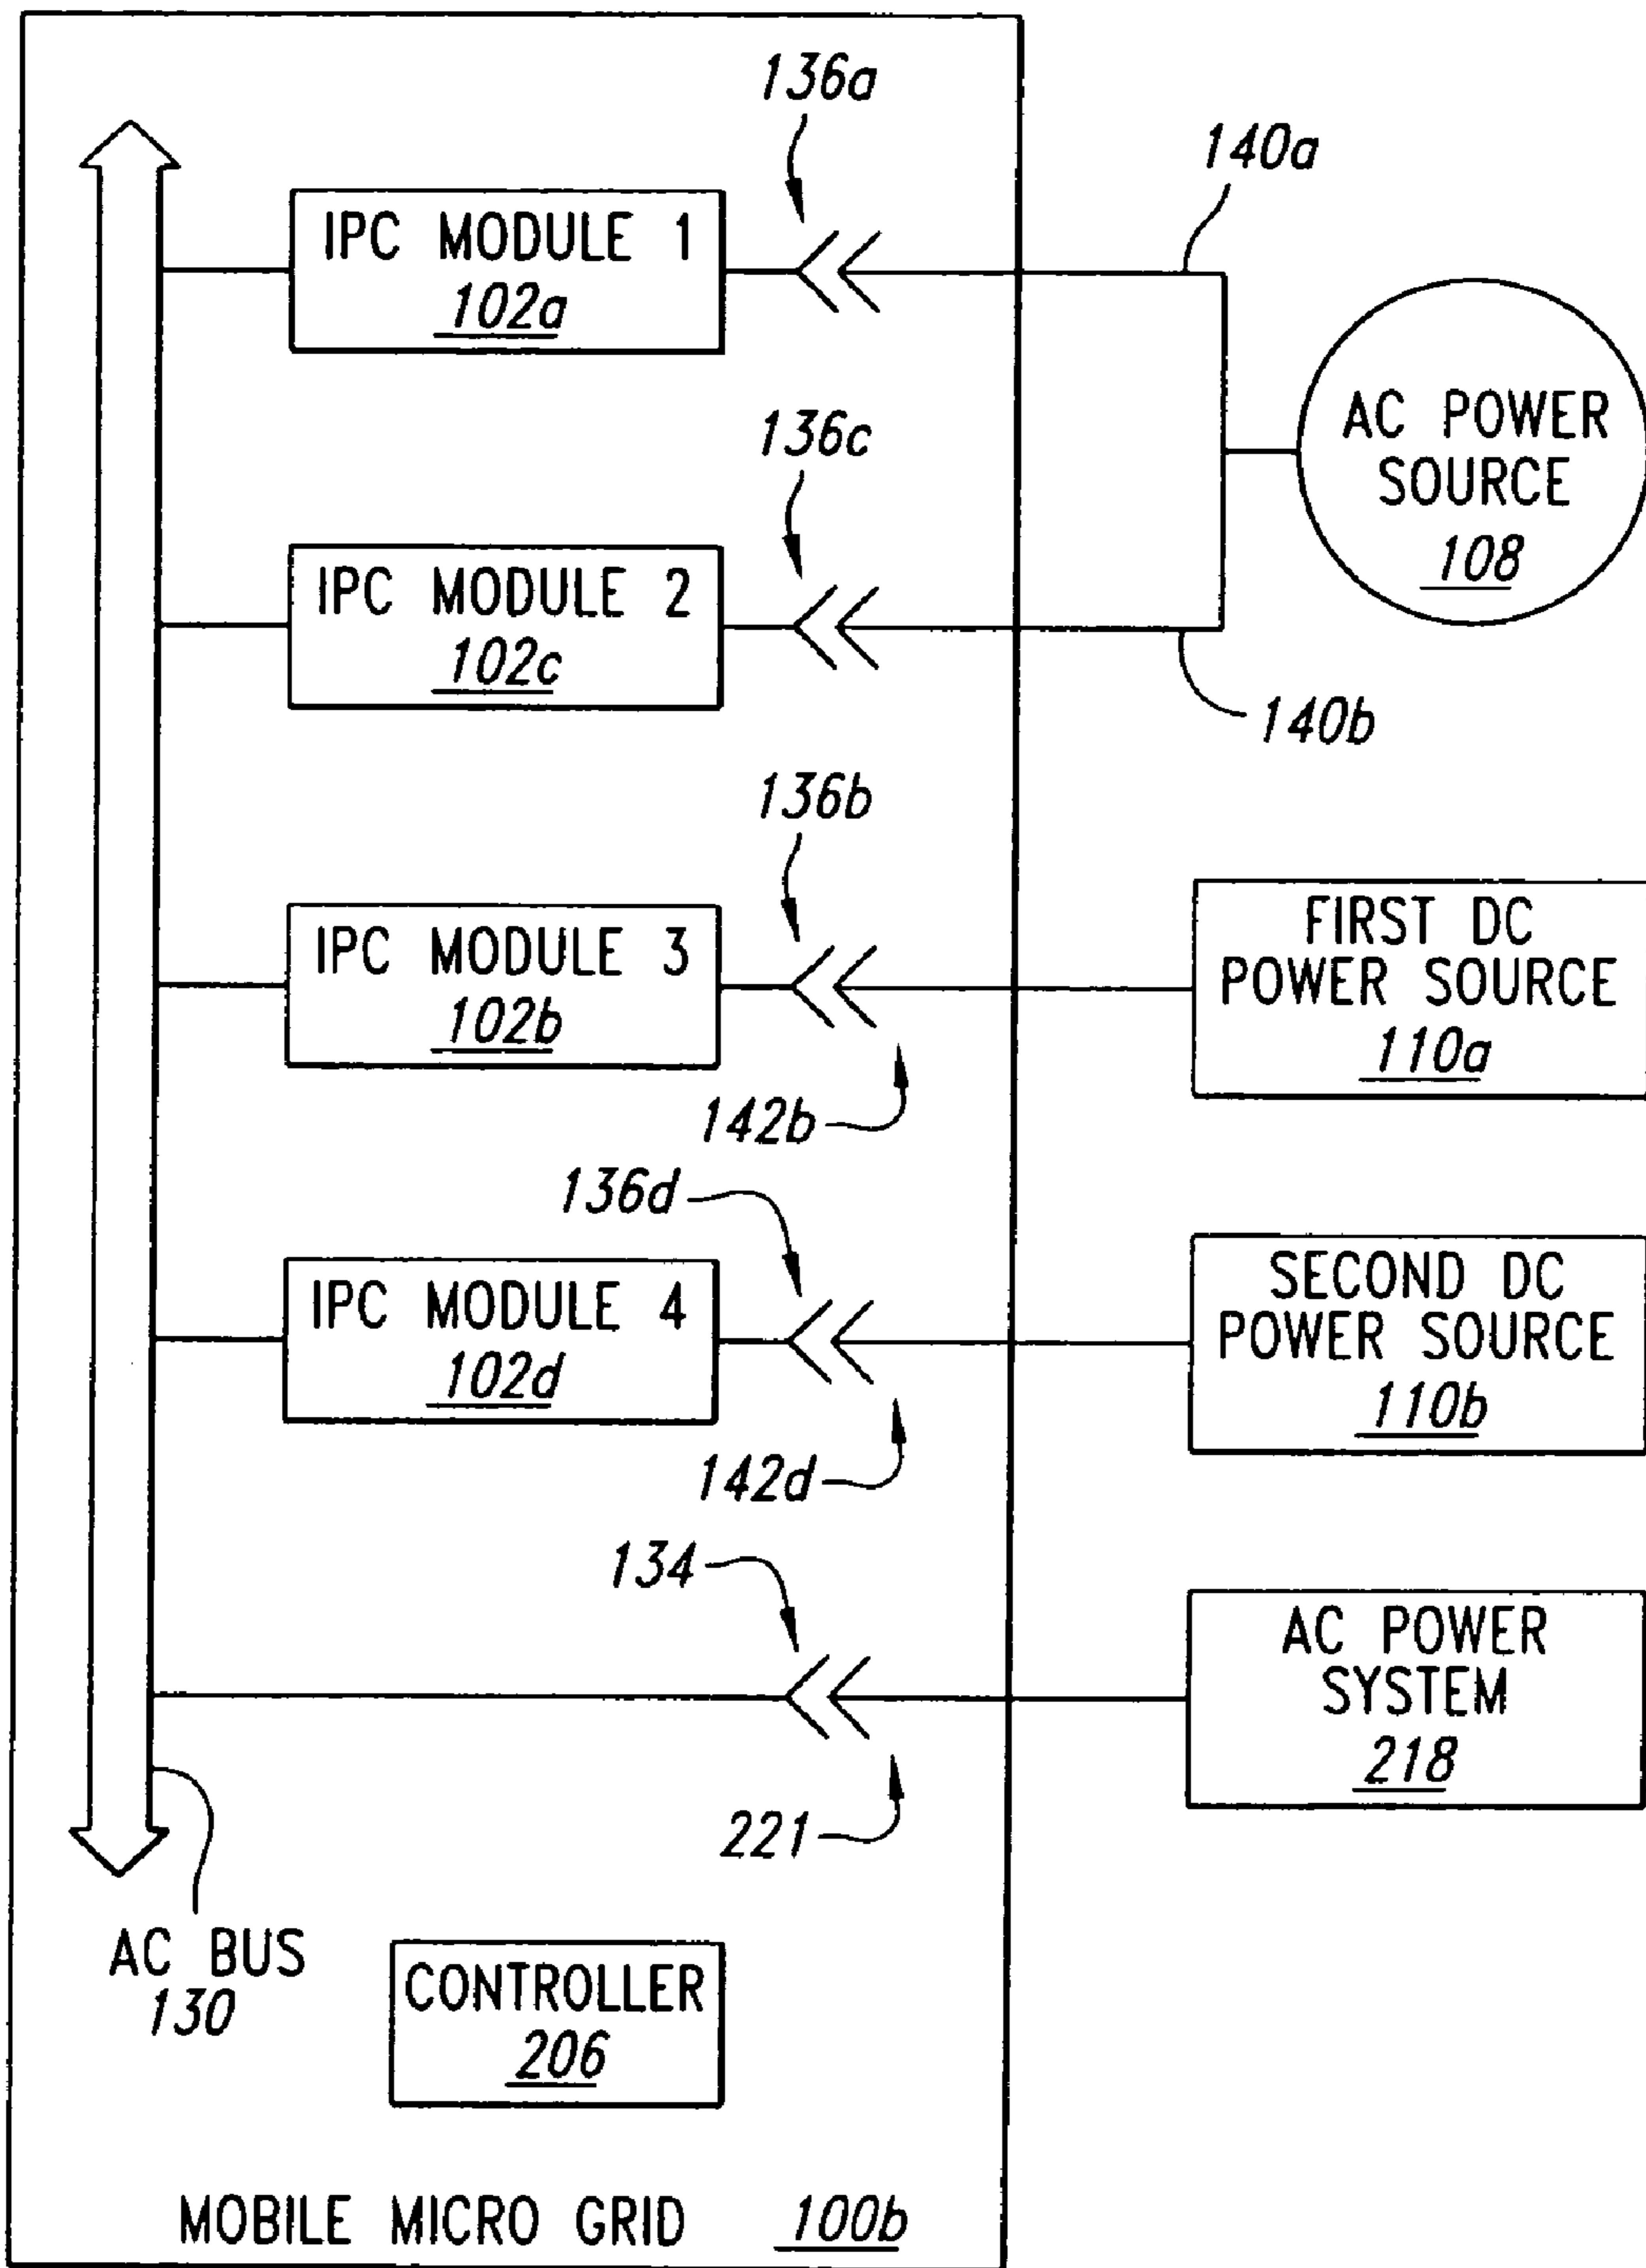 136a
140a
IPC MODULE 1
102a
AC POWER
SOURCE
108
136c
IPC MODULE 2
102c
140b
136b
IPC MODULE 3
102b
FIRST DC
POWER SOURCE
110a
142b
136d
IPC MODULE 4
102d
SECOND DC
POWER SOURCE
110b
142d
134
AC POWER
SYSTEM
218
221
AC BUS
130
CONTROLLER
206
MOBILE MICRO GRID 100b